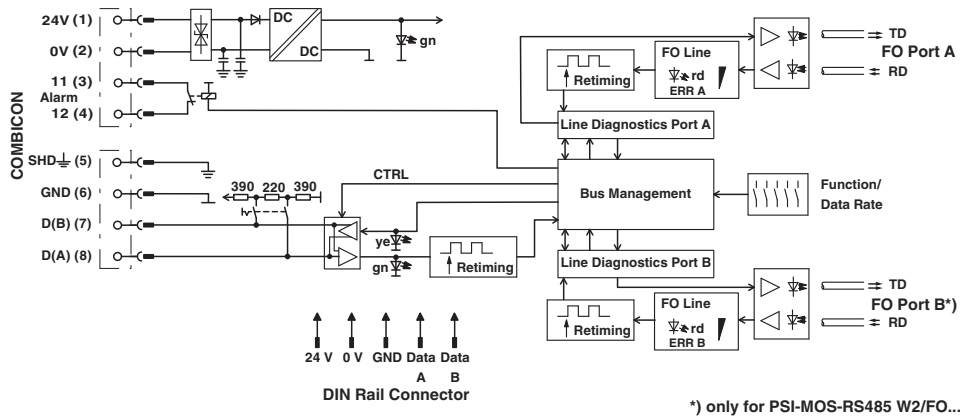 COMBICON
24V (1)
0V (2)
11 (3)
Alarm
12 (4)
SHD (5)
GND (6)
D(B) (7)
D(A) (8)
DC
DC
gn
390 220 390
CTRL
ye
gn
Retiming
Retiming
FO Line
rd
ERR A
TD
FO Port A
RD
Line Diagnostics Port A
Bus Management
Function/
Data Rate
Line Diagnostics Port B
Retiming
FO Line
rd
ERR B
TD
FO Port B*)
RD
24 V 0 V GND Data Data
A B
DIN Rail Connector
*) only for PSI-MOS-RS485 W2/FO...